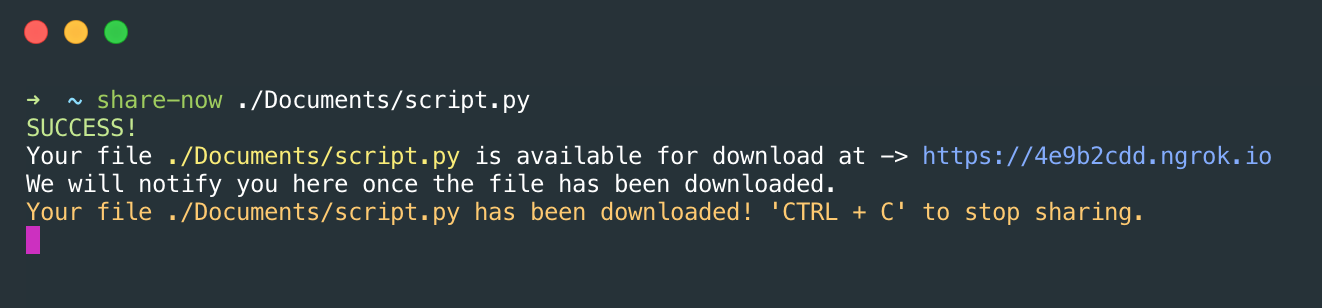 ➜ ~ share-now ./Documents/script.py
SUCCESS!
Your file ./Documents/script.py is available for download at -> https://4e9b2cdd.ngrok.io
We will notify you here once the file has been downloaded.
Your file ./Documents/script.py has been downloaded! 'CTRL + C' to stop sharing.